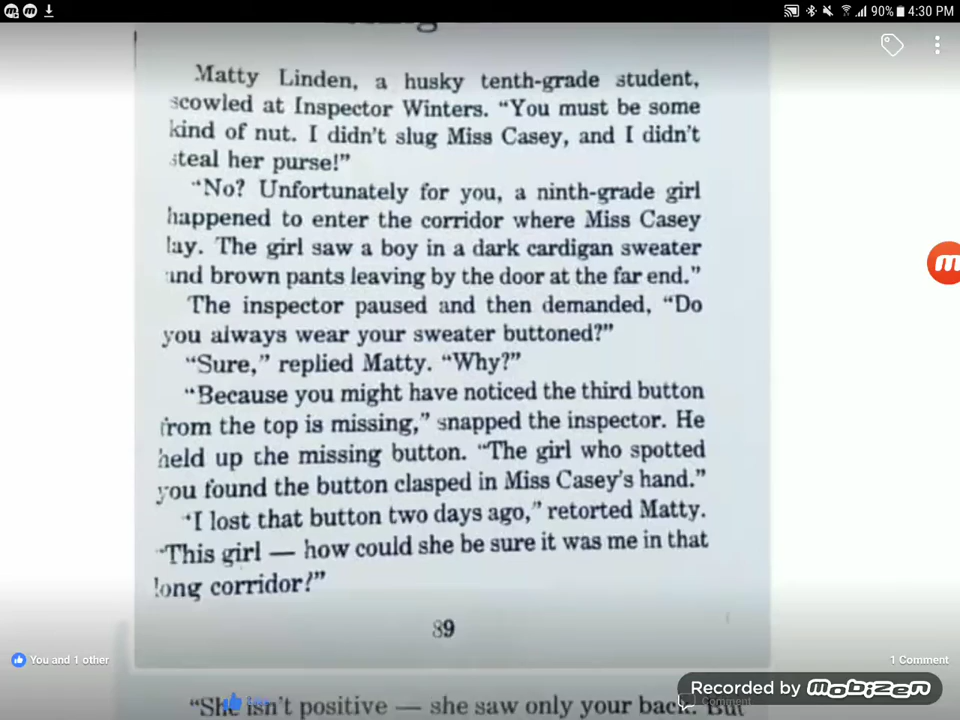 90% 4:30 PM
Matty Linden, a husky tenth-grade student,
scowled at Inspector Winters. “You must be some
kind of nut. I didn't slug Miss Casey, and I didn't
steal her purse!”
“No? Unfortunately for you, a ninth-grade girl
happened to enter the corridor where Miss Casey
lay. The girl saw a boy in a dark cardigan sweater
and brown pants leaving by the door at the far end.”
The inspector paused and then demanded, “Do
you always wear your sweater buttoned?”
“Sure,” replied Matty. “Why?”
“Because you might have noticed the third button
from the top is missing,” snapped the inspector. He
held up the missing button. “The girl who spotted
you found the button clasped in Miss Casey's hand.”
“I lost that button two days ago,” retorted Matty.
“This girl — how could she be sure it was me in that
long corridor?”
89
You and 1 other
1 Comment
Recorded by mobizen
Like
Comment
“She isn't positive — she saw only your back. But